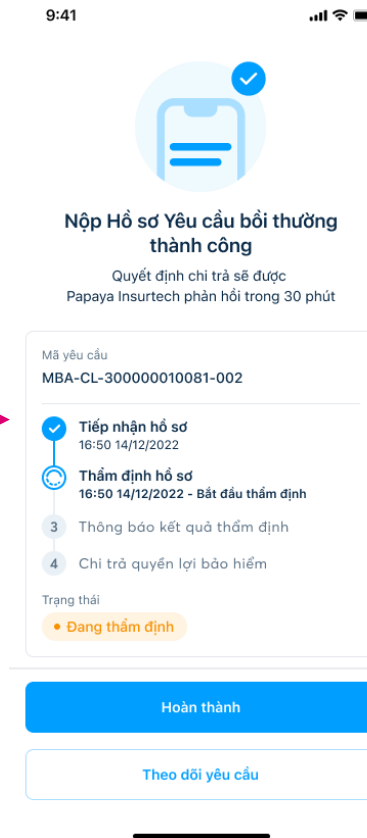 9:41
Nộp Hồ sơ Yêu cầu bồi thường
thành công
Quyết định chi trả sẽ được
Papaya Insurtech phản hồi trong 30 phút
Mã yêu cầu
MBA-CL-300000010081-002
Tiếp nhận hồ sơ
16:50 14/12/2022
Thẩm định hồ sơ
16:50 14/12/2022 - Bắt đầu thẩm định
3 Thông báo kết quả thẩm định
4 Chi trả quyền lợi bảo hiểm
Trạng thái
Đang thẩm định
Hoàn thành
Theo dõi yêu cầu